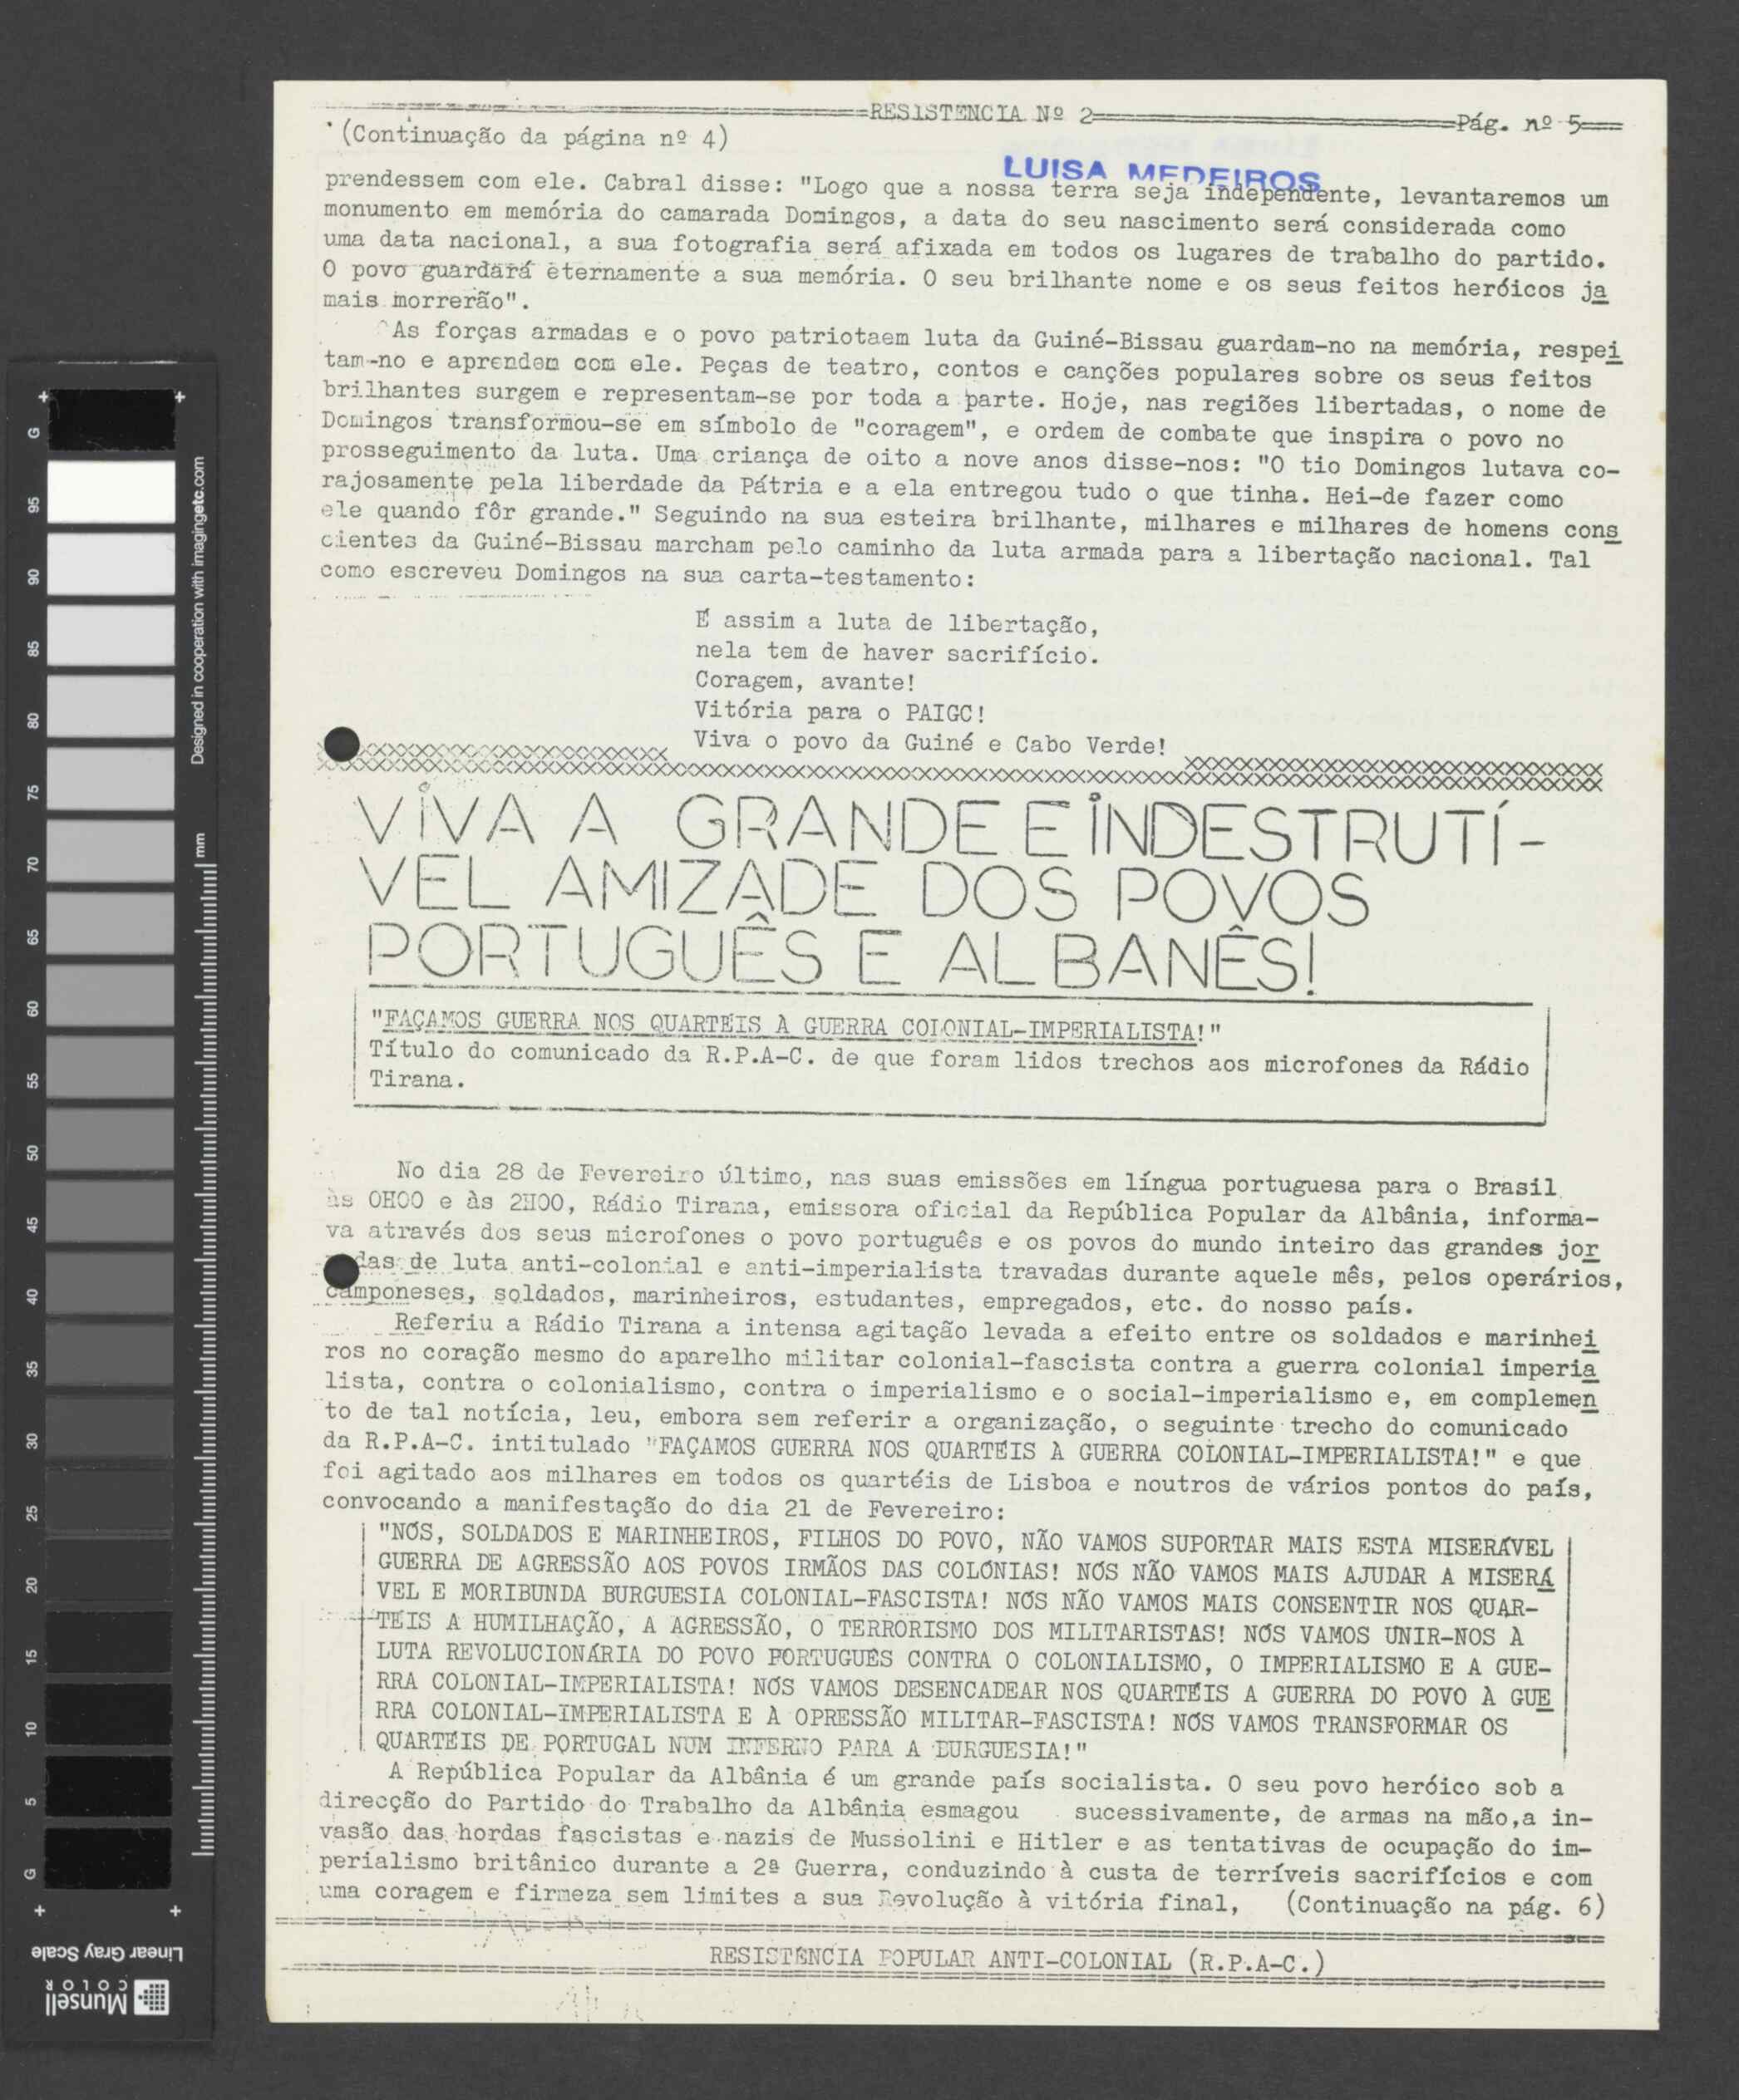 RESISTENCIA Nº 2 Pág. nº 5
(Continuação da página nº 4)
LUISA MEDEIROS
prendessem com ele. Cabral disse: "Logo que a nossa terra seja independente, levantaremos um
monumento em memória do camarada Domingos, a data do seu nascimento será considerada como
uma data nacional, a sua fotografia será afixada em todos os lugares de trabalho do partido.
O povo guardará eternamente a sua memória. O seu brilhante nome e os seus feitos heróicos ja
mais morrerão".
As forças armadas e o povo patriotaem luta da Guiné-Bissau guardam-no na memória, respei
tam-no e aprendem com ele. Peças de teatro, contos e canções populares sobre os seus feitos
brilhantes surgem e representam-se por toda a parte. Hoje, nas regiões libertadas, o nome de
Domingos transformou-se em símbolo de "coragem", e ordem de combate que inspira o povo no
prosseguimento da luta. Uma criança de oito a nove anos disse-nos: "O tio Domingos lutava co-
rajosamente pela liberdade da Pátria e a ela entregou tudo o que tinha. Hei-de fazer como
ele quando fôr grande." Seguindo na sua esteira brilhante, milhares e milhares de homens cons
cientes da Guiné-Bissau marcham pelo caminho da luta armada para a libertação nacional. Tal
como escreveu Domingos na sua carta-testamento:
É assim a luta de libertação,
nela tem de haver sacrifício.
Coragem, avante!
Vitória para o PAIGC!
Viva o povo da Guiné e Cabo Verde!
VIVA A GRANDE E INDESTRUTÍ-
VEL AMIZADE DOS POVOS
PORTUGUÊS E ALBANÊS!
"FAÇAMOS GUERRA NOS QUARTÉIS À GUERRA COLONIAL-IMPERIALISTA!"
Título do comunicado da R.P.A-C. de que foram lidos trechos aos microfones da Rádio
Tirana.
No dia 28 de Fevereiro último, nas suas emissões em língua portuguesa para o Brasil
às 0H00 e às 2H00, Rádio Tirana, emissora oficial da República Popular da Albânia, informa-
va através dos seus microfones o povo português e os povos do mundo inteiro das grandes jor
das de luta anti-colonial e anti-imperialista travadas durante aquele mês, pelos operários,
camponeses, soldados, marinheiros, estudantes, empregados, etc. do nosso país.
Referiu a Rádio Tirana a intensa agitação levada a efeito entre os soldados e marinhei
ros no coração mesmo do aparelho militar colonial-fascista contra a guerra colonial imperia
lista, contra o colonialismo, contra o imperialismo e o social-imperialismo e, em complemen
to de tal notícia, leu, embora sem referir a organização, o seguinte trecho do comunicado
da R.P.A-C. intitulado "FAÇAMOS GUERRA NOS QUARTÉIS À GUERRA COLONIAL-IMPERIALISTA!" e que
foi agitado aos milhares em todos os quartéis de Lisboa e noutros de vários pontos do país,
convocando a manifestação do dia 21 de Fevereiro:
"NÓS, SOLDADOS E MARINHEIROS, FILHOS DO POVO, NÃO VAMOS SUPORTAR MAIS ESTA MISERÁVEL
GUERRA DE AGRESSÃO AOS POVOS IRMÃOS DAS COLÓNIAS! NÓS NÃO VAMOS MAIS AJUDAR A MISERÁ
VEL E MORIBUNDA BURGUESIA COLONIAL-FASCISTA! NÓS NÃO VAMOS MAIS CONSENTIR NOS QUAR-
TÉIS A HUMILHAÇÃO, A AGRESSÃO, O TERRORISMO DOS MILITARISTAS! NÓS VAMOS UNIR-NOS À
LUTA REVOLUCIONÁRIA DO POVO PORTUGUÊS CONTRA O COLONIALISMO, O IMPERIALISMO E A GUE-
RRA COLONIAL-IMPERIALISTA! NÓS VAMOS DESENCADEAR NOS QUARTÉIS A GUERRA DO POVO À GUE
RRA COLONIAL-IMPERIALISTA E À OPRESSÃO MILITAR-FASCISTA! NÓS VAMOS TRANSFORMAR OS
QUARTÉIS DE PORTUGAL NUM INFERNO PARA A BURGUESIA!"
A República Popular da Albânia é um grande país socialista. O seu povo heróico sob a
direcção do Partido do Trabalho da Albânia esmagou sucessivamente, de armas na mão,a in-
vasão das hordas fascistas e nazis de Mussolini e Hitler e as tentativas de ocupação do im-
perialismo britânico durante a 2ª Guerra, conduzindo à custa de terríveis sacrifícios e com
uma coragem e firmeza sem limites a sua Revolução à vitória final, (Continuação na pág. 6)
RESISTÊNCIA POPULAR ANTI-COLONIAL (R.P.A-C.)
G 95 90 85 80 75 70 65 60 55 50 45 40 35 30 25 20 15 10 5 G
Designed in cooperation with imagingetc.com
mm
Linear Gray Scale
Munsell
COLOR